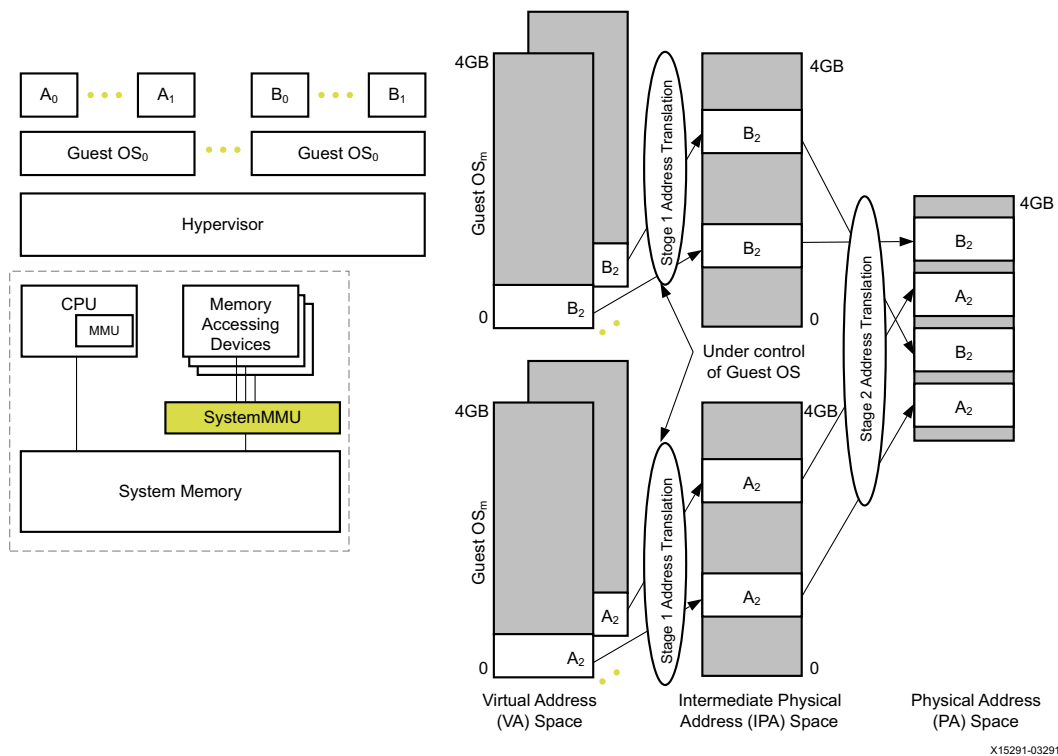 A₀ A₁ B₀ B₁
Guest OS₀ Guest OS₀
Hypervisor
CPU
MMU
Memory
Accessing
Devices
SystemMMU
System Memory
4GB
Guest OSₘ
0
B₂
B₂
Stoge 1 Address Translation
4GB
B₂
B₂
0
Under control
of Guest OS
4GB
Guest OSₘ
0
A₂
A₂
Stage 1 Address Translation
4GB
A₂
A₂
0
Stage 2 Address Translation
4GB
B₂
A₂
B₂
A₂
Virtual Address
(VA) Space
Intermediate Physical
Address (IPA) Space
Physical Address
(PA) Space
X15291-03291